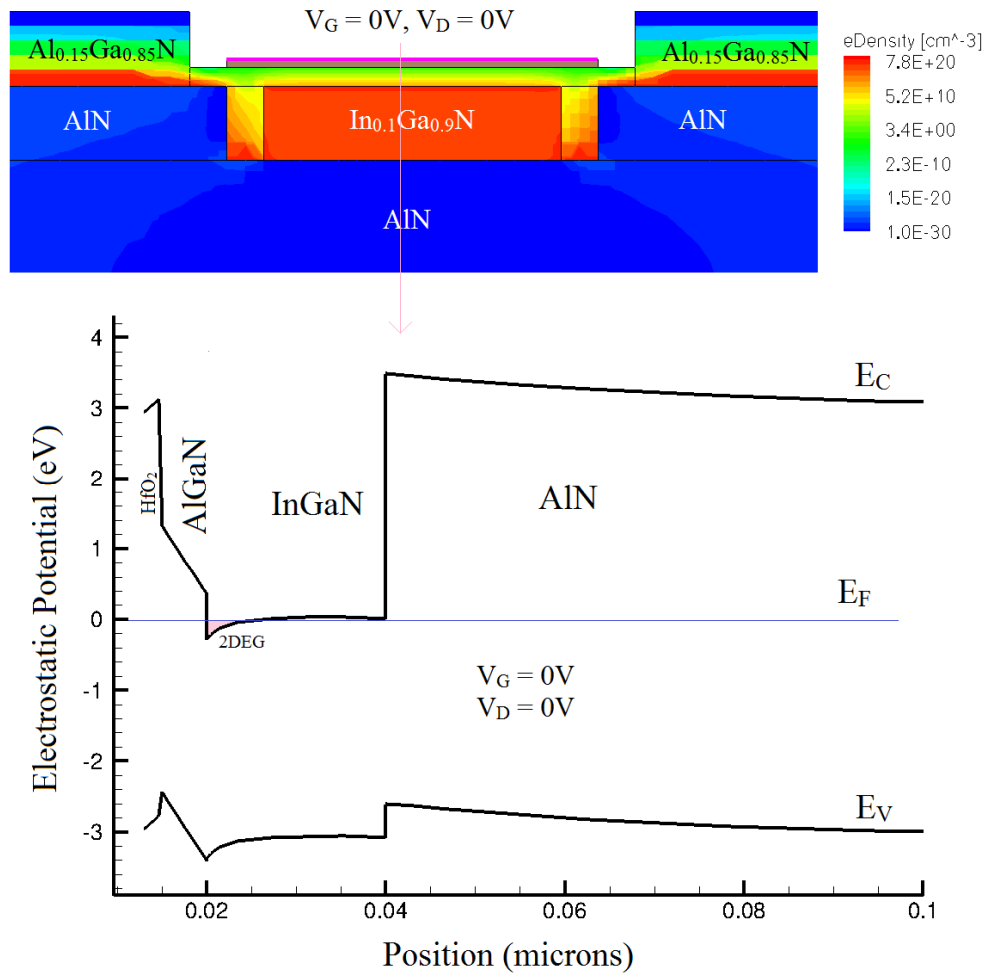 V_G = 0V, V_D = 0V
Al₀.₁₅Ga₀.₈₅N
Al₀.₁₅Ga₀.₈₅N
AlN
In₀.₁Ga₀.₉N
AlN
AlN
eDensity [cm^-3]
7.8E+20
5.2E+10
3.4E+00
2.3E-10
1.5E-20
1.0E-30
Electrostatic Potential (eV)
4
3
2
1
0
-1
-2
-3
HfO₂
AlGaN
InGaN
AlN
2DEG
E_C
E_F
E_V
V_G = 0V
V_D = 0V
0.02
0.04
0.06
0.08
0.1
Position (microns)